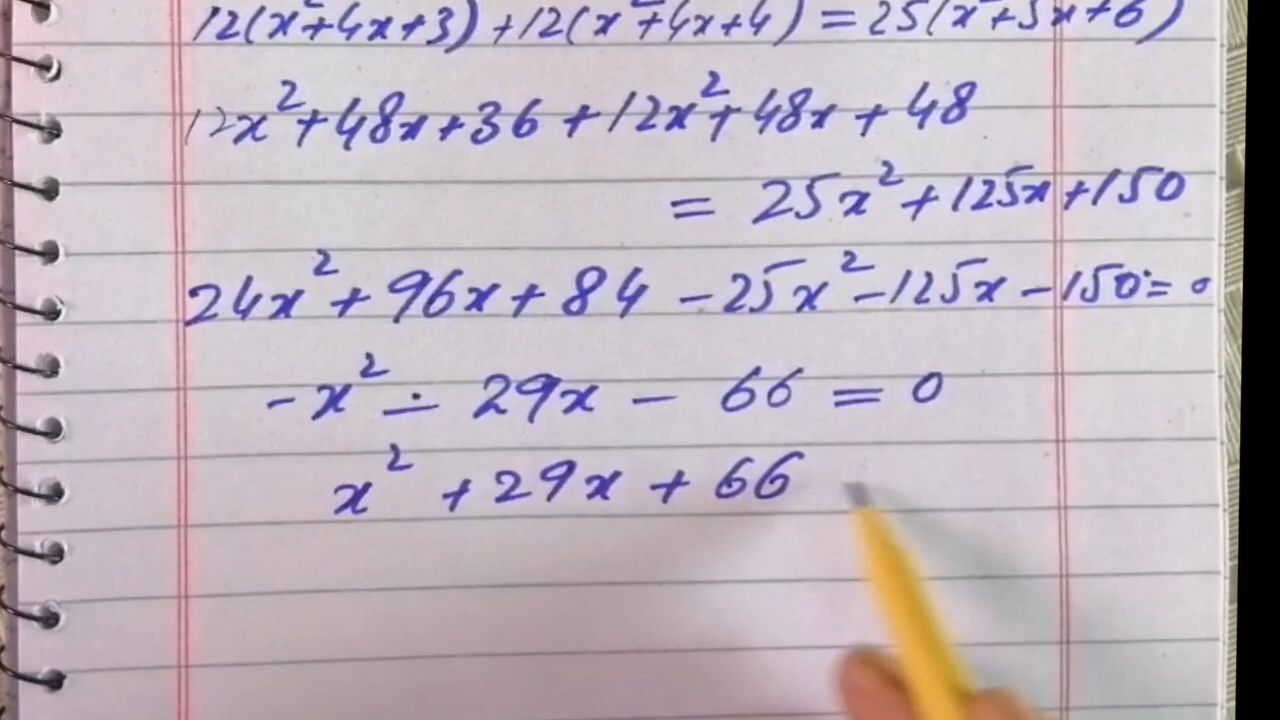 12(x²+4x+3)+12(x²+4x+4)=25(x²+5x+6)
12x²+48x+36+12x²+48x+48
= 25x²+125x+150
24x²+96x+84-25x²-125x-150=0
-x²-29x-66=0
x²+29x+66